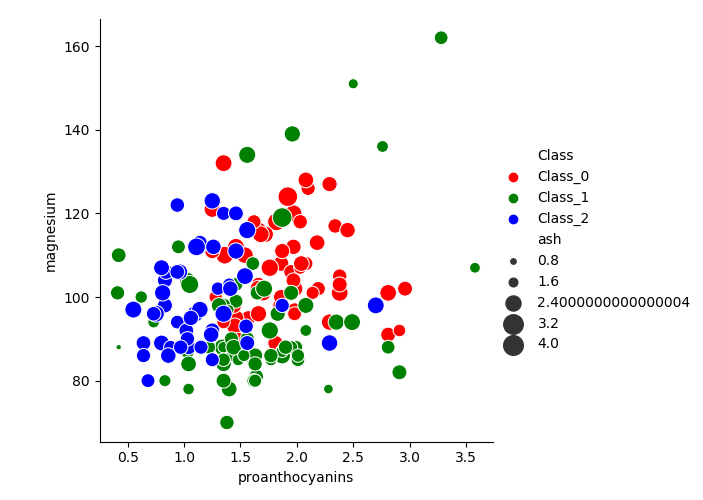 160
140
120
100
80
magnesium
0.5 1.0 1.5 2.0 2.5 3.0 3.5
proanthocyanins
Class
Class_0
Class_1
Class_2
ash
0.8
1.6
2.4000000000000004
3.2
4.0